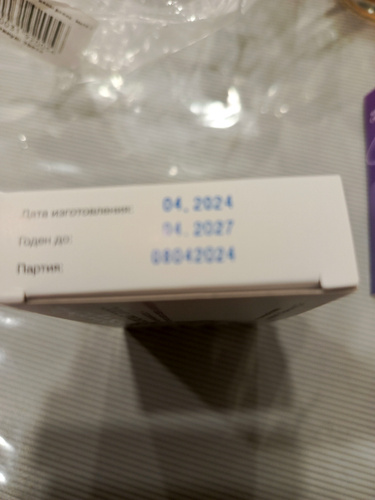 Дата изготовления: 04, 2024
Годен до: 04, 2027
Партия: 08042024